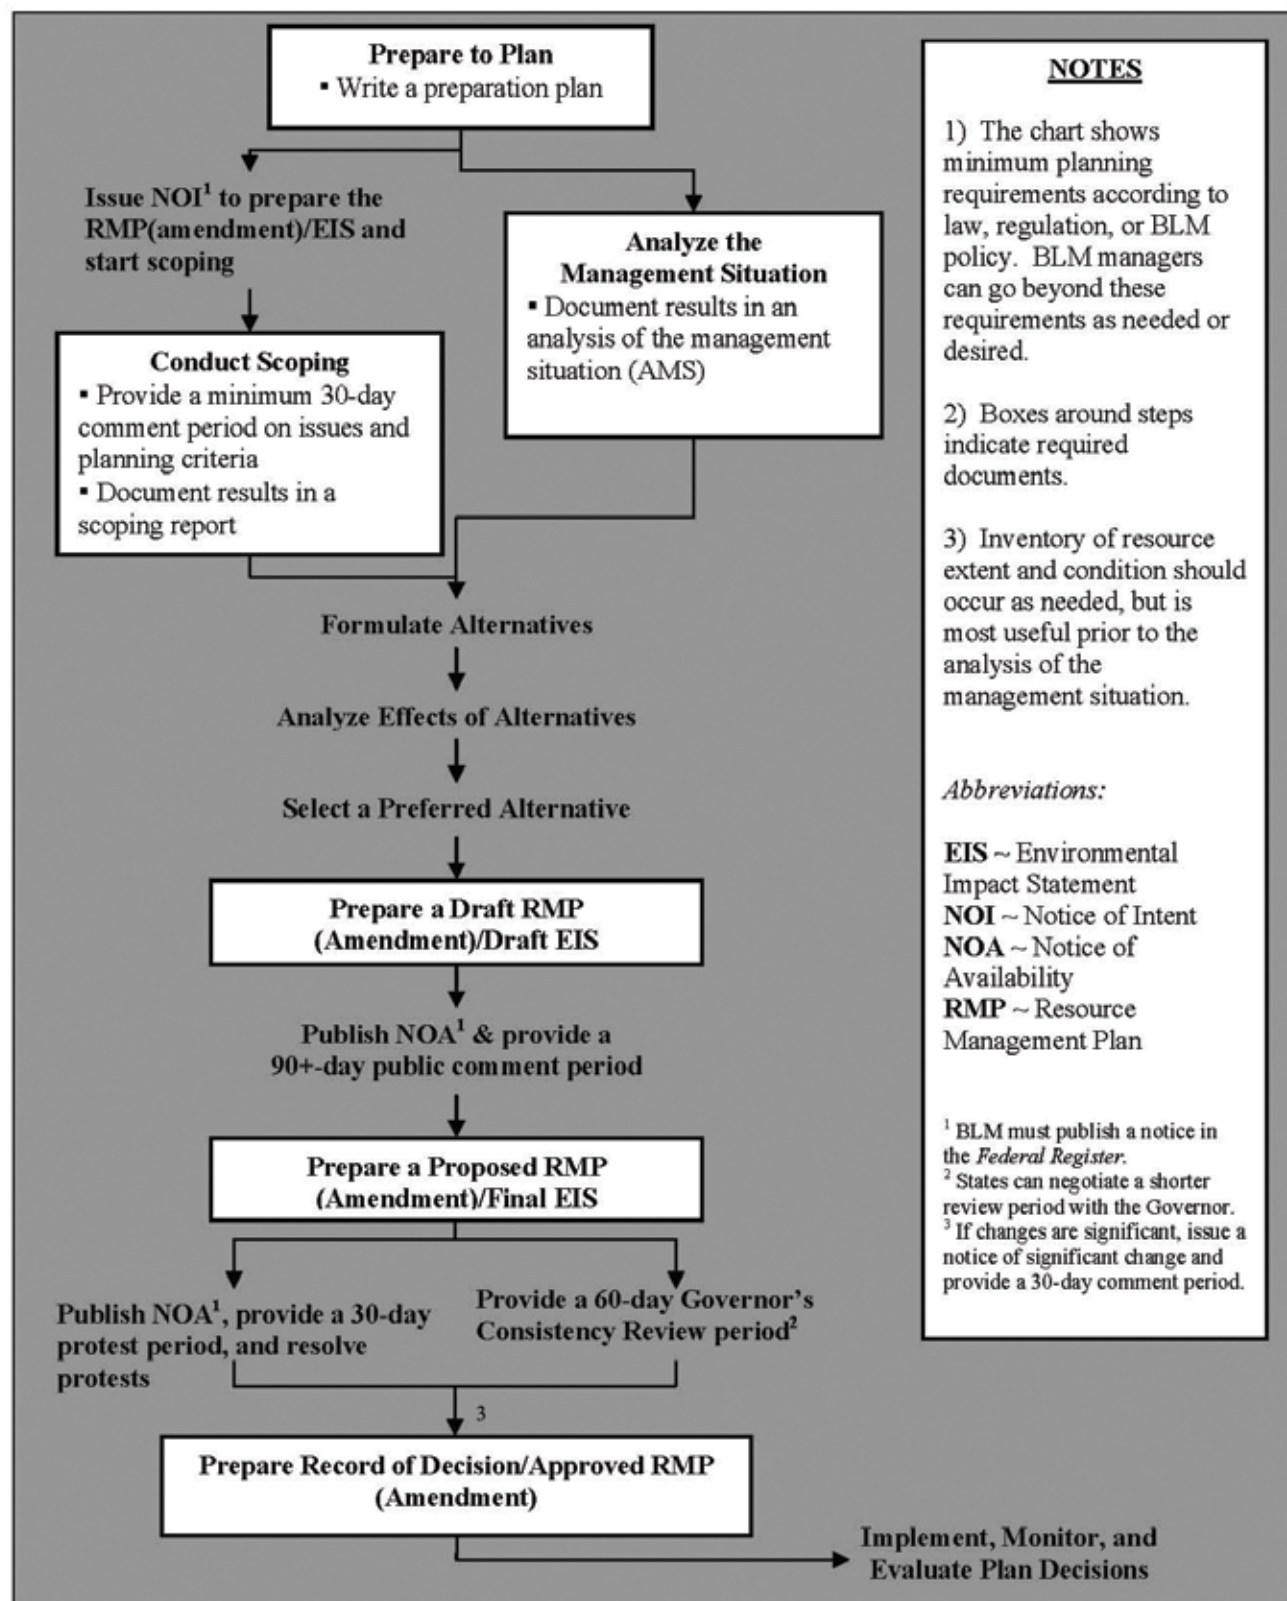 Prepare to Plan
▪ Write a preparation plan
Issue NOI¹ to prepare the
RMP(amendment)/EIS and
start scoping
Analyze the
Management Situation
▪ Document results in an
analysis of the management
situation (AMS)
Conduct Scoping
▪ Provide a minimum 30-day
comment period on issues and
planning criteria
▪ Document results in a
scoping report
Formulate Alternatives
Analyze Effects of Alternatives
Select a Preferred Alternative
Prepare a Draft RMP
(Amendment)/Draft EIS
Publish NOA¹ & provide a
90+-day public comment period
Prepare a Proposed RMP
(Amendment)/Final EIS
Publish NOA¹, provide a 30-day
protest period, and resolve
protests
Provide a 60-day Governor's
Consistency Review period²
3
Prepare Record of Decision/Approved RMP
(Amendment)
Implement, Monitor, and
Evaluate Plan Decisions
NOTES
1) The chart shows
minimum planning
requirements according to
law, regulation, or BLM
policy. BLM managers
can go beyond these
requirements as needed or
desired.
2) Boxes around steps
indicate required
documents.
3) Inventory of resource
extent and condition should
occur as needed, but is
most useful prior to the
analysis of the
management situation.
Abbreviations:
EIS ~ Environmental
Impact Statement
NOI ~ Notice of Intent
NOA ~ Notice of
Availability
RMP ~ Resource
Management Plan
¹ BLM must publish a notice in
the Federal Register.
² States can negotiate a shorter
review period with the Governor.
³ If changes are significant, issue a
notice of significant change and
provide a 30-day comment period.